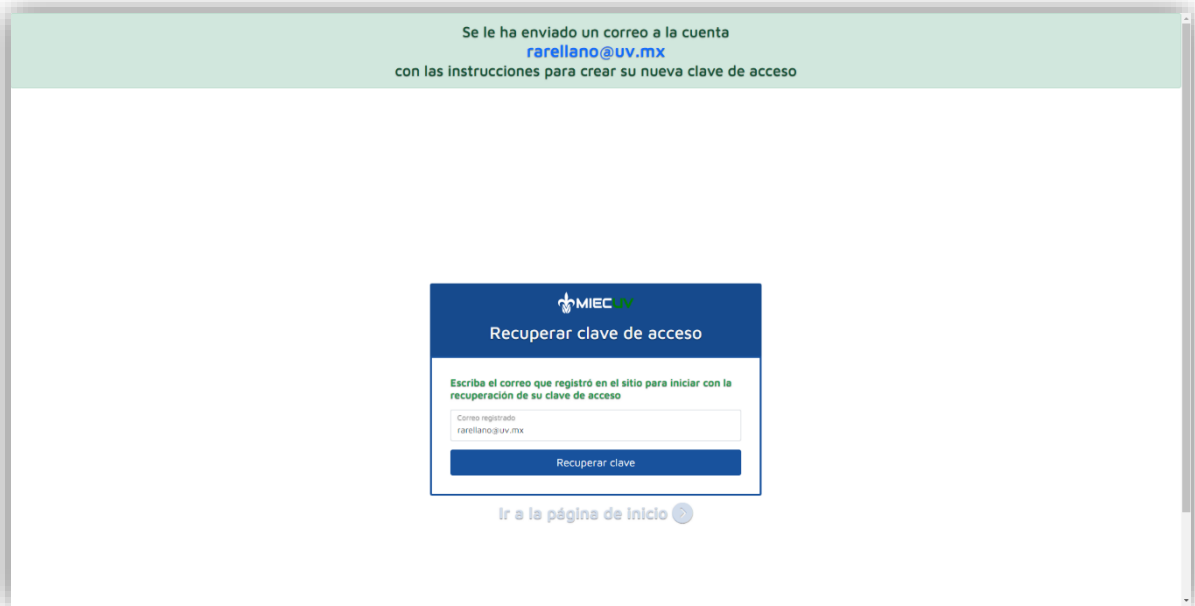 Se le ha enviado un correo a la cuenta
rarellano@uv.mx
con las instrucciones para crear su nueva clave de acceso
MIECUV
Recuperar clave de acceso
Escriba el correo que registró en el sitio para iniciar con la
recuperación de su clave de acceso
Correo registrado
rarellano@uv.mx
Recuperar clave
Ir a la página de inicio